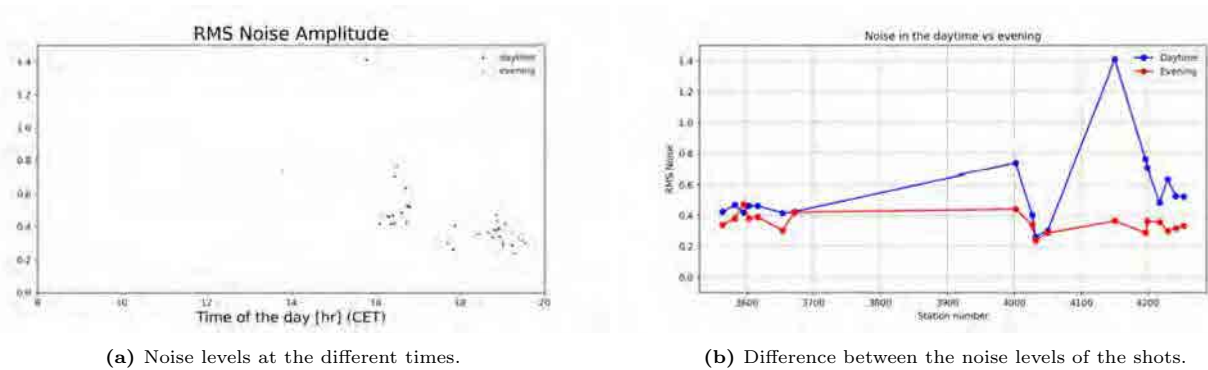 RMS Noise Amplitude
daytime
evening
1.4
1.2
1.0
0.8
0.6
0.4
0.2
0.0
8 10 12 14 16 18 20
Time of the day [hr] (CET)
(a) Noise levels at the different times.
Noise in the daytime vs evening
Daytime
Evening
RMS Noise
1.4
1.2
1.0
0.8
0.6
0.4
0.2
0.0
3600 3700 3800 3900 4000 4100 4200
Station number
(b) Difference between the noise levels of the shots.